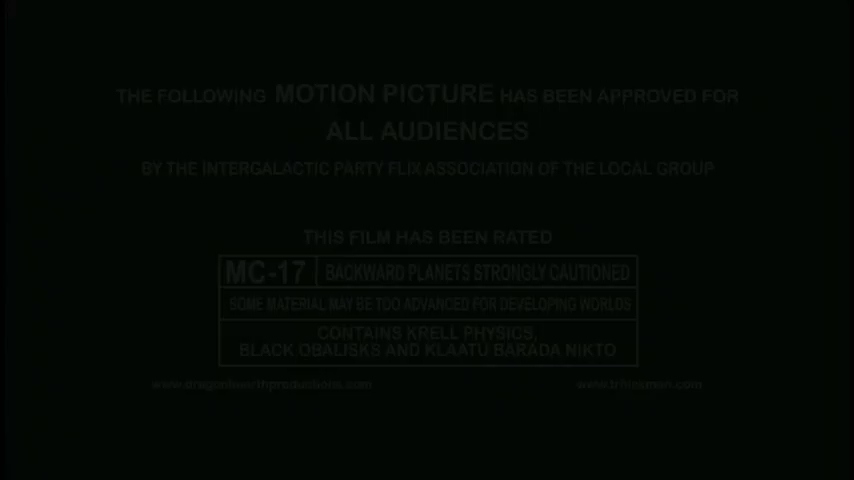 THE FOLLOWING MOTION PICTURE HAS BEEN APPROVED FOR
ALL AUDIENCES
BY THE INTERGALACTIC PARTY FLIX ASSOCIATION OF THE LOCAL GROUP
THIS FILM HAS BEEN RATED
MC-17 BACKWARD PLANETS STRONGLY CAUTIONED
SOME MATERIAL MAY BE TOO ADVANCED FOR DEVELOPING WORLDS
CONTAINS KRELL PHYSICS,
BLACK OBALISKS AND KLAATU BARADA NIKTO